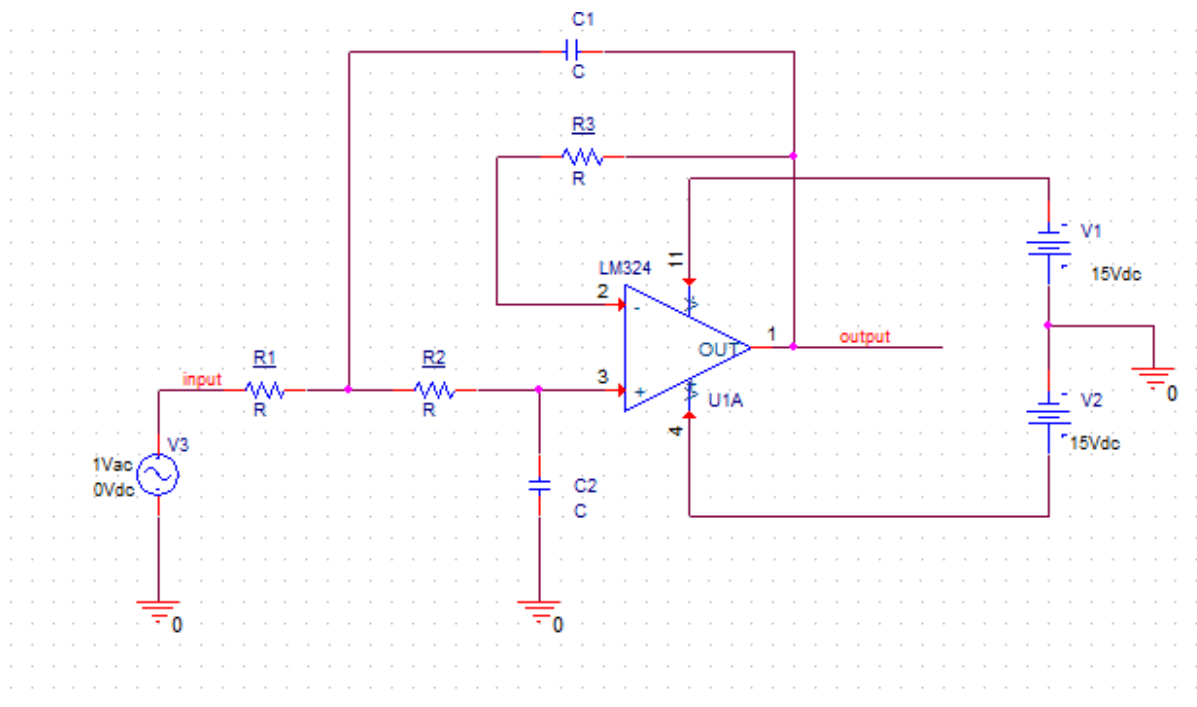 C1
C
R3
R
V1
15Vdc
LM324
11
2
-
V
OUT
1
output
3
+
V
U1A
4
R1
R
input
R2
R
V3
1Vac
0Vdc
C2
C
V2
15Vdc
0
0
0